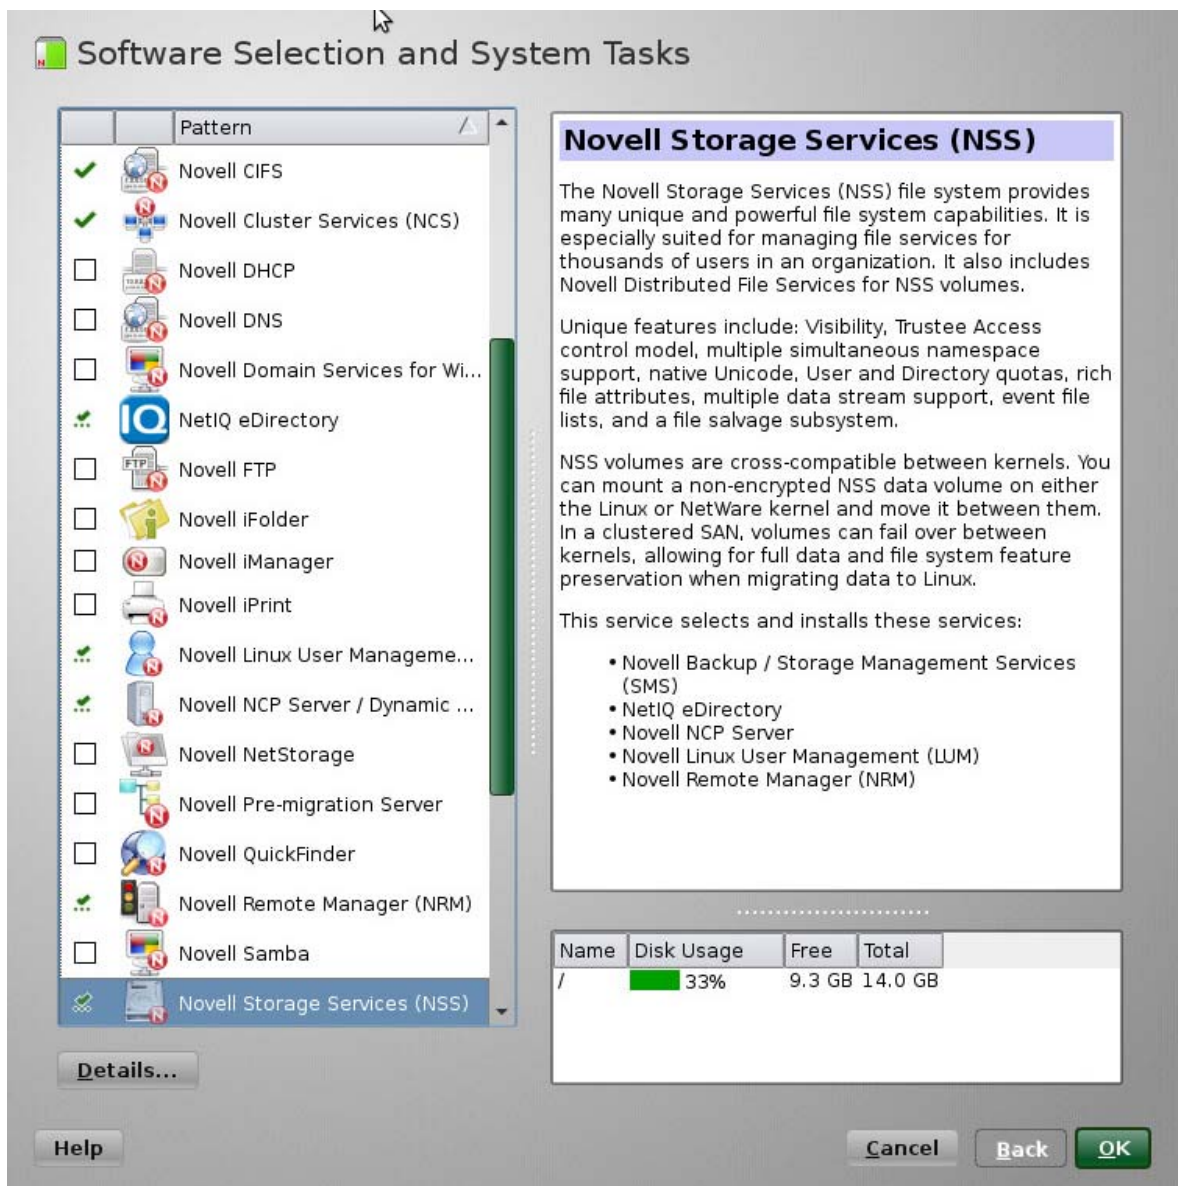 Software Selection and System Tasks
Pattern
Novell CIFS
Novell Cluster Services (NCS)
Novell DHCP
Novell DNS
Novell Domain Services for Wi...
NetIQ eDirectory
Novell FTP
Novell iFolder
Novell iManager
Novell iPrint
Novell Linux User Manageme...
Novell NCP Server / Dynamic ...
Novell NetStorage
Novell Pre-migration Server
Novell QuickFinder
Novell Remote Manager (NRM)
Novell Samba
Novell Storage Services (NSS)
Details...
Novell Storage Services (NSS)
The Novell Storage Services (NSS) file system provides
many unique and powerful file system capabilities. It is
especially suited for managing file services for
thousands of users in an organization. It also includes
Novell Distributed File Services for NSS volumes.
Unique features include: Visibility, Trustee Access
control model, multiple simultaneous namespace
support, native Unicode, User and Directory quotas, rich
file attributes, multiple data stream support, event file
lists, and a file salvage subsystem.
NSS volumes are cross-compatible between kernels. You
can mount a non-encrypted NSS data volume on either
the Linux or NetWare kernel and move it between them.
In a clustered SAN, volumes can fail over between
kernels, allowing for full data and file system feature
preservation when migrating data to Linux.
This service selects and installs these services:
• Novell Backup / Storage Management Services
(SMS)
• NetIQ eDirectory
• Novell NCP Server
• Novell Linux User Management (LUM)
• Novell Remote Manager (NRM)
Name Disk Usage Free Total
/ 33% 9.3 GB 14.0 GB
Help
Cancel Back OK